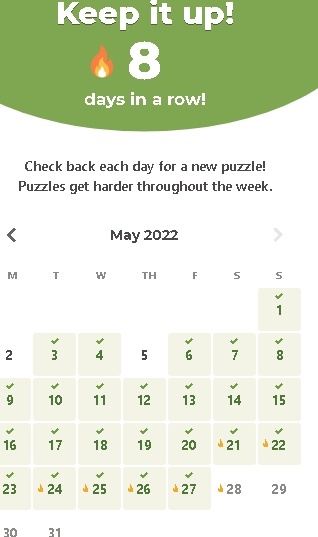 Keep it up!
8
days in a row!
Check back each day for a new puzzle!
Puzzles get harder throughout the week.
May 2022
M T W TH F S S
1
2 3 4 5 6 7 8
9 10 11 12 13 14 15
16 17 18 19 20 21 22
23 24 25 26 27 28 29
30 31